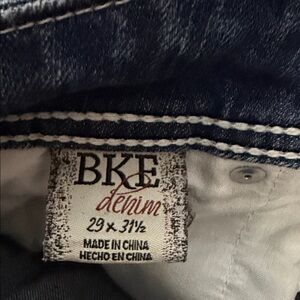 BKE
denim
29 x 31½
MADE IN CHINA
HECHO EN CHINA